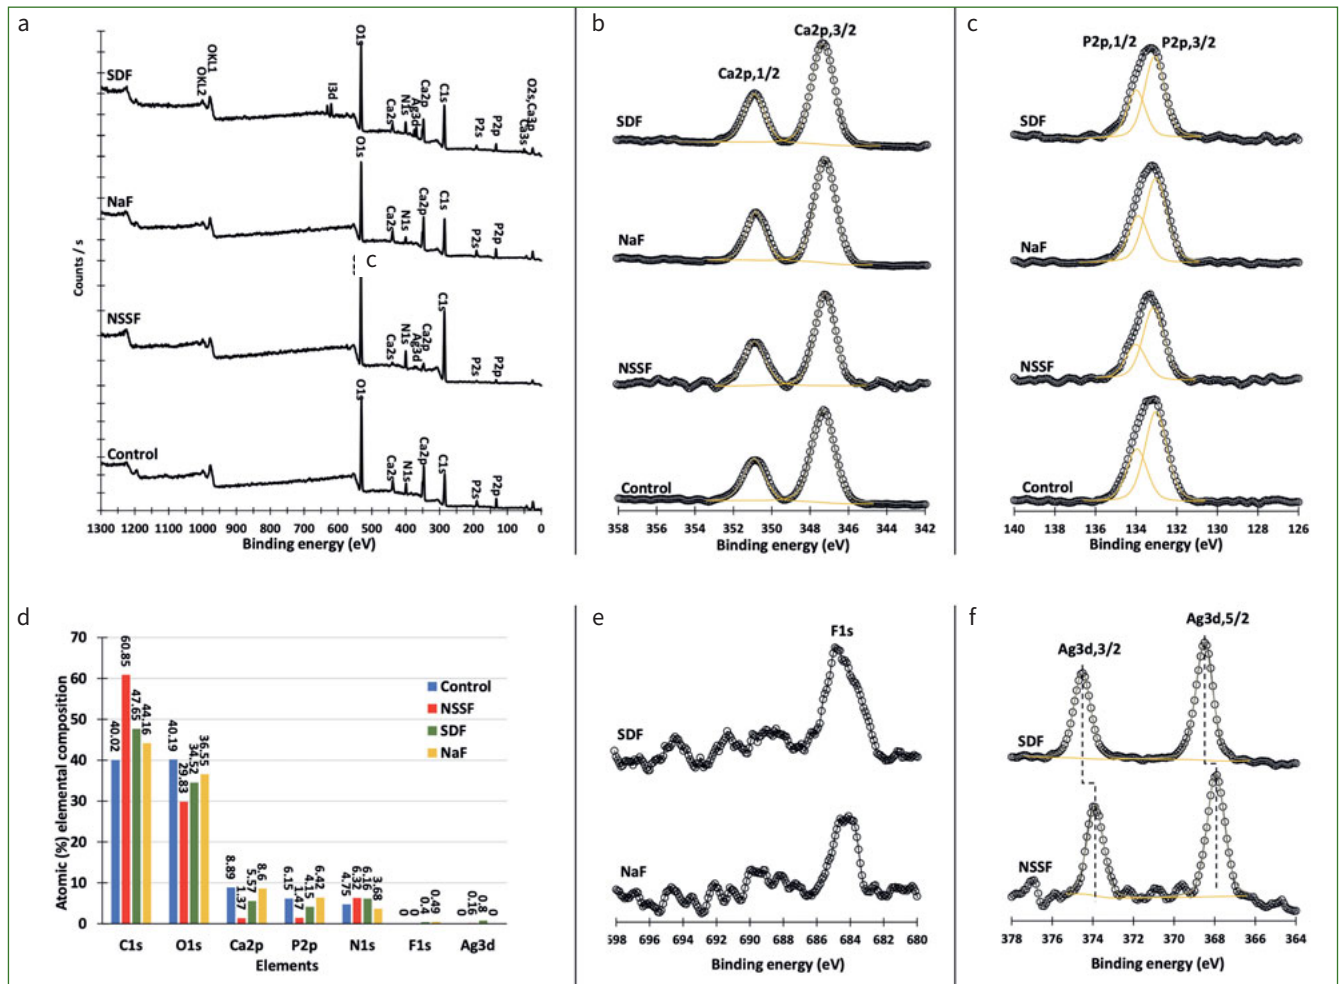 a
SDF
OKL2
OKL1
I3d
O1s
Ca2s
N1s
Ag3d
Ca2p
C1s
P2s
P2p
Ca3s
O2s,Ca3p
NaF
O1s
Ca2s
N1s
Ca2p
C1s
P2s
P2p
c
NSSF
Ca2s
N1s
Ag3d
Ca2p
C1s
P2s
P2p
Control
O1s
Ca2s
N1s
Ca2p
C1s
P2s
P2p
Counts / s
1300 1100 1000 900 800 700 600 500 400 300 200 100 0
Binding energy (eV)
b
Ca2p,3/2
Ca2p,1/2
SDF
NaF
NSSF
Control
358 356 354 352 350 348 346 344 342
Binding energy (eV)
c
P2p,1/2 P2p,3/2
SDF
NaF
NSSF
Control
140 138 136 134 132 130 128 126
Binding energy (eV)
d
Atomic (%) elemental composition
70
60
50
40
30
20
10
0
40.02 60.85 47.65 44.16
40.19 29.83 34.52 36.55
8.89 1.37 5.57 8.6
6.15 1.47 4.15 6.42
4.75 6.32 6.16 3.68
0 0 0.4 0.49
0 0.16 0.8 0
Control
NSSF
SDF
NaF
C1s O1s Ca2p P2p N1s F1s Ag3d
Elements
e
F1s
SDF
NaF
698 696 694 692 690 688 686 684 682 680
Binding energy (eV)
f
Ag3d,5/2
Ag3d,3/2
SDF
NSSF
378 376 374 372 370 368 366 364
Binding energy (eV)